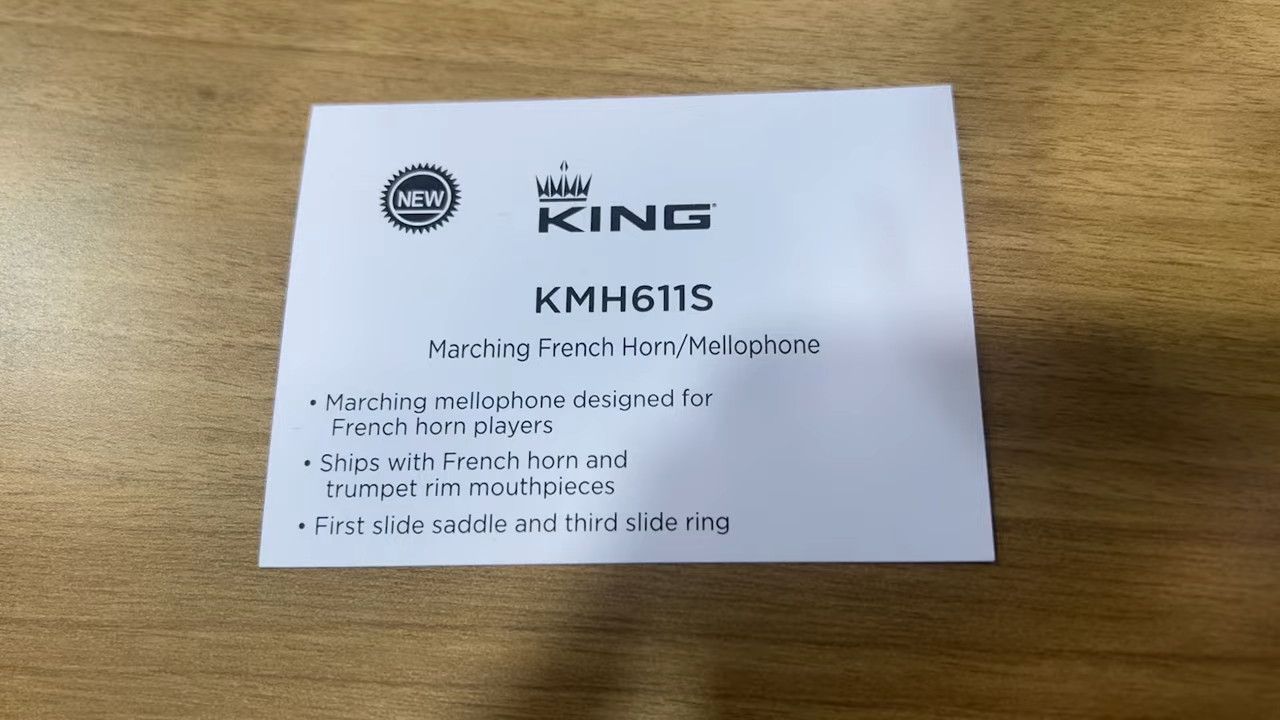 NEW
KING®
KMH611S
Marching French Horn/Mellophone
• Marching mellophone designed for
French horn players
• Ships with French horn and
trumpet rim mouthpieces
• First slide saddle and third slide ring